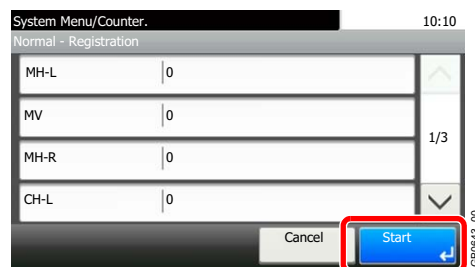 System Menu/Counter. 10:10
Normal - Registration
MH-L 0
MV 0
1/3
MH-R 0
CH-L 0
Cancel Start